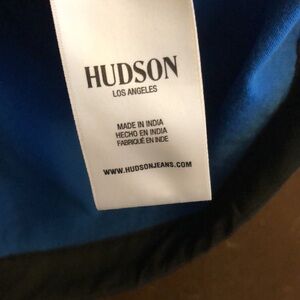 HUDSON
LOS ANGELES
MADE IN INDIA
HECHO EN INDIA
FABRIQUÉ EN INDE
WWW.HUDSONJEANS.COM